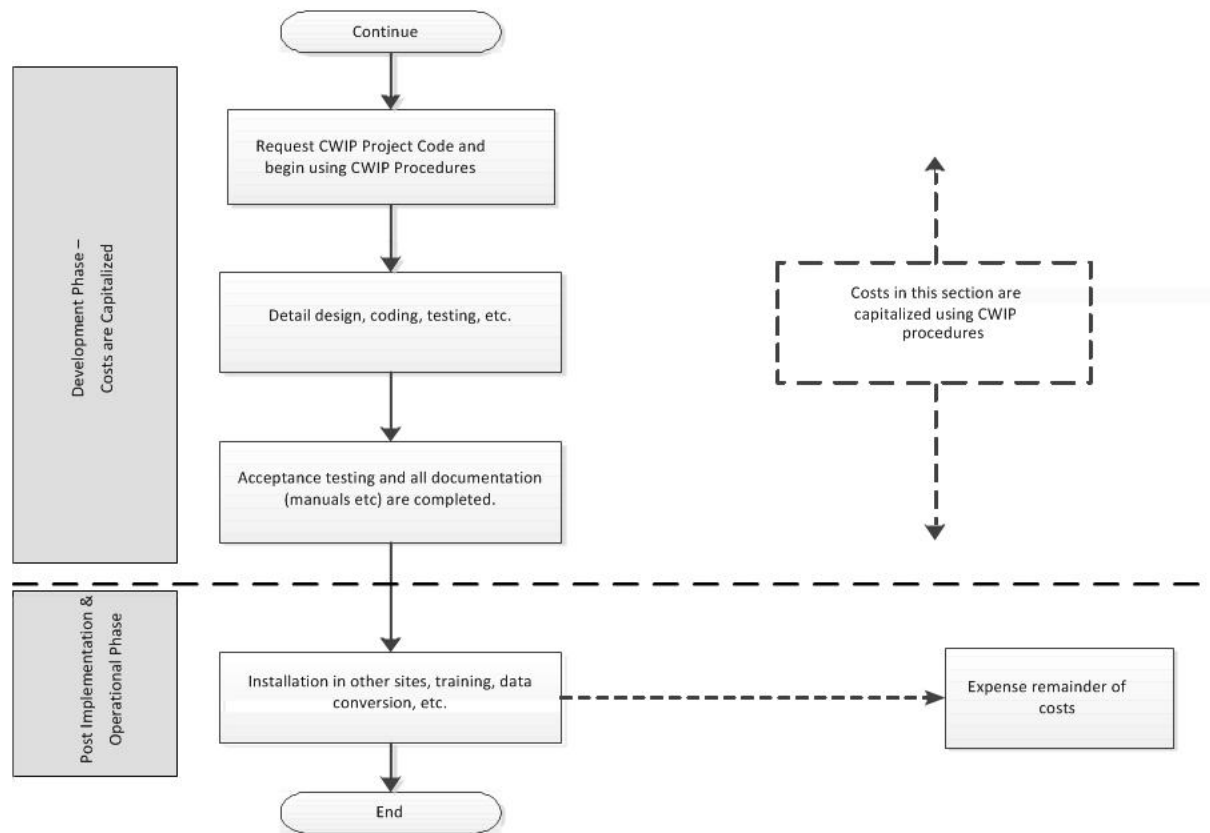 Continue
Development Phase –
Costs are Capitalized
Request CWIP Project Code and
begin using CWIP Procedures
Detail design, coding, testing, etc.
Costs in this section are
capitalized using CWIP
procedures
Acceptance testing and all documentation
(manuals etc) are completed.
Post Implementation &
Operational Phase
Installation in other sites, training, data
conversion, etc.
Expense remainder of
costs
End